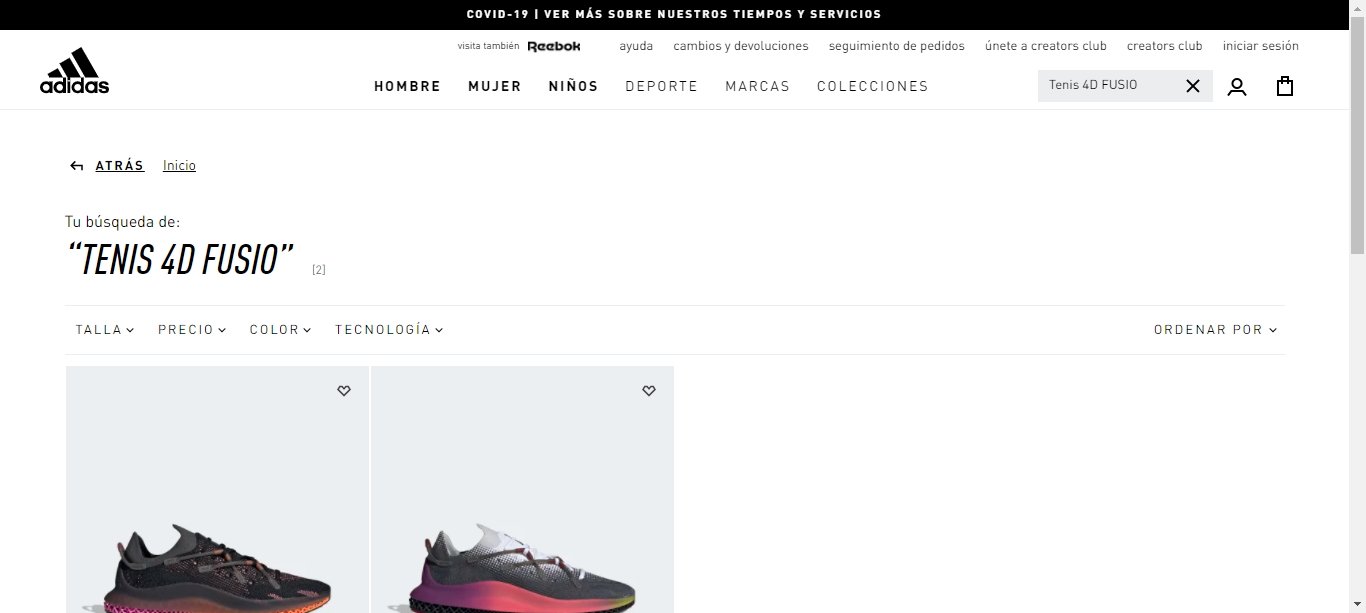 COVID-19 | VER MÁS SOBRE NUESTROS TIEMPOS Y SERVICIOS
visita también Reebok ayuda cambios y devoluciones seguimiento de pedidos únete a creators club creators club iniciar sesión
adidas
HOMBRE MUJER NIÑOS DEPORTE MARCAS COLECCIONES Tenis 4D FUSIO
ATRÁS Inicio
Tu búsqueda de:
“TENIS 4D FUSIO” [2]
TALLA PRECIO COLOR TECNOLOGÍA ORDENAR POR